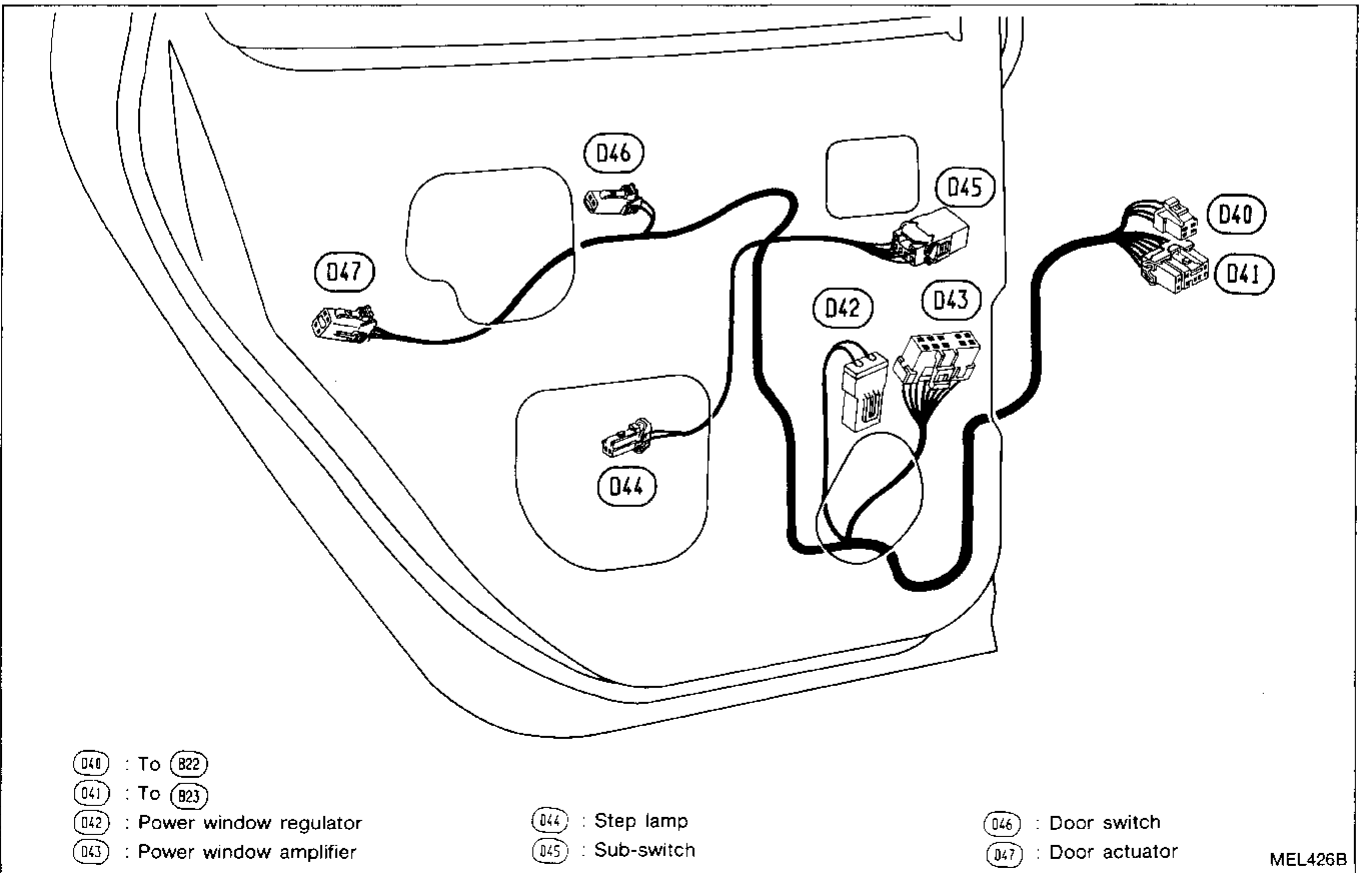 D46
D45
D40
D47
D41
D42
D43
D44
D40 : To B22
D41 : To B23
D42 : Power window regulator
D43 : Power window amplifier
D44 : Step lamp
D45 : Sub-switch
D46 : Door switch
D47 : Door actuator
MEL426B